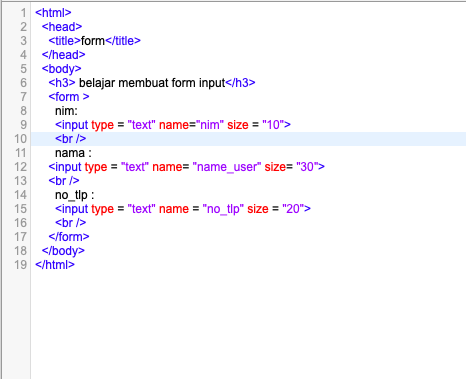 1 <html>
2 <head>
3 <title>form</title>
4 </head>
5 <body>
6 <h3> belajar membuat form input</h3>
7 <form >
8 nim:
9 <input type = "text" name="nim" size = "10">
10 <br />
11 nama :
12 <input type = "text" name= "name_user" size= "30">
13 <br />
14 no_tlp :
15 <input type = "text" name = "no_tlp" size = "20">
16 <br />
17 </form>
18 </body>
19 </html>